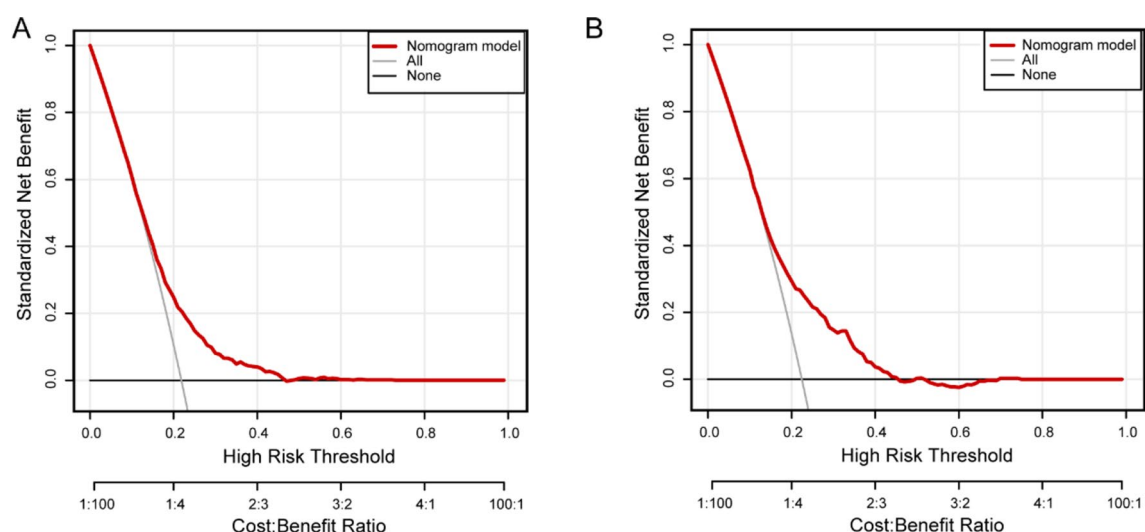 A
Nomogram model
All
None
Standardized Net Benefit
1.0
0.8
0.6
0.4
0.2
0.0
0.0 0.2 0.4 0.6 0.8 1.0
High Risk Threshold
1:100 1:4 2:3 3:2 4:1 100:1
Cost:Benefit Ratio
B
Nomogram model
All
None
Standardized Net Benefit
1.0
0.8
0.6
0.4
0.2
0.0
0.0 0.2 0.4 0.6 0.8 1.0
High Risk Threshold
1:100 1:4 2:3 3:2 4:1 100:1
Cost:Benefit Ratio